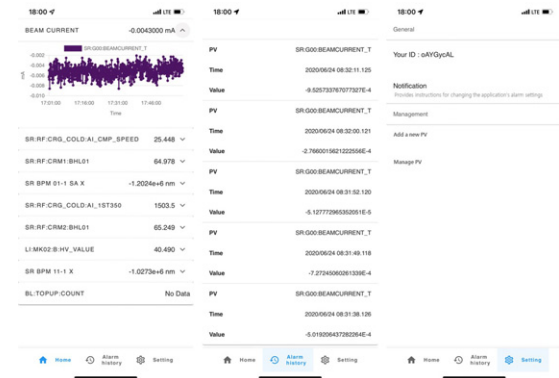 18:00
LTE
BEAM CURRENT -0.0043000 mA
SR:G00:BEAMCURRENT_T
-0.002
-0.004
-0.006
-0.008
-0.010
mA
17:01:00 17:16:00 17:31:00 17:46:00
Time
SR:RF:CRG_COLD:AI_CMP_SPEED 25.448
SR:RF:CRM1:BHL01 64.978
SR BPM 01-1 SA X -1.2024e+6 nm
SR:RF:CRG_COLD:AI_1ST350 1503.5
SR:RF:CRM2:BHL01 65.249
LI:MK02:B:HV_VALUE 40.490
SR BPM 11-1 X -1.0273e+6 nm
BL:TOPUP:COUNT No Data
Home Alarm history Setting
18:00
LTE
PV SR:G00:BEAMCURRENT_T
Time 2020/06/24 08:32:11.125
Value -9.525733767077327E-4
PV SR:G00:BEAMCURRENT_T
Time 2020/06/24 08:32:00.121
Value -2.7660015621222556E-4
PV SR:G00:BEAMCURRENT_T
Time 2020/06/24 08:31:52.120
Value -5.127772965352051E-5
PV SR:G00:BEAMCURRENT_T
Time 2020/06/24 08:31:49.118
Value -7.27245060261339E-4
PV SR:G00:BEAMCURRENT_T
Time 2020/06/24 08:31:38.126
Value -5.019206437282264E-4
Home Alarm history Setting
18:00
LTE
General
Your ID : oAYGycAL
Notification
Provides instructions for changing the application's alarm settings
Management
Add a new PV
Manage PV
Home Alarm history Setting